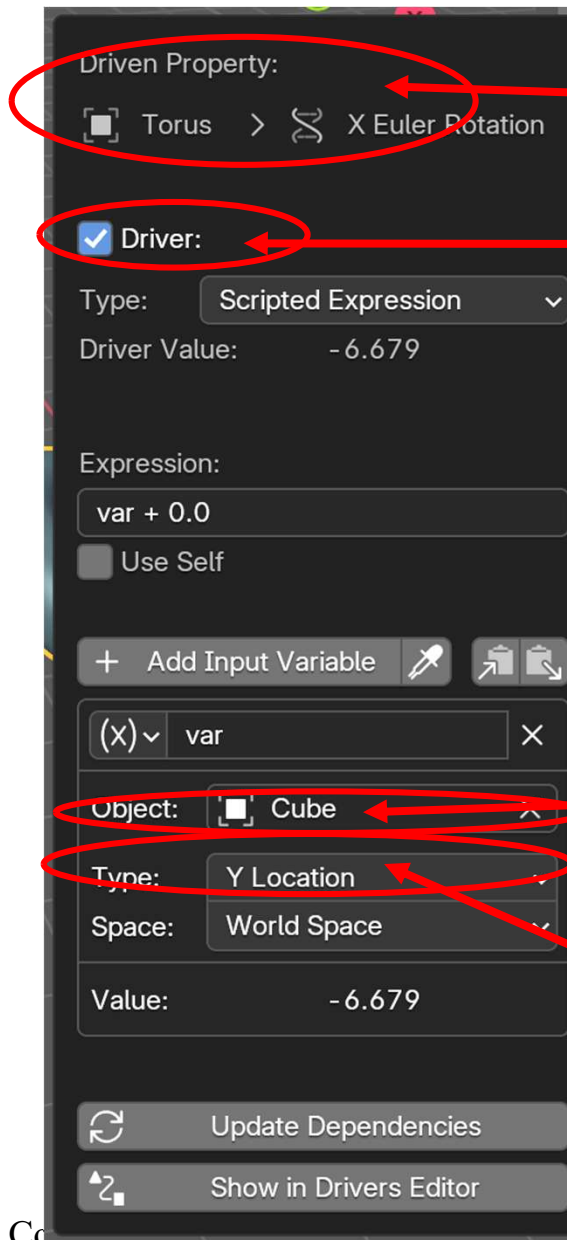 Driven Property:
Torus > X Euler Rotation
Driver:
Type: Scripted Expression
Driver Value: -6.679
Expression:
var + 0.0
Use Self
+ Add Input Variable
(x) var
Object: Cube
Type: Y Location
Space: World Space
Value: -6.679
Update Dependencies
Show in Drivers Editor